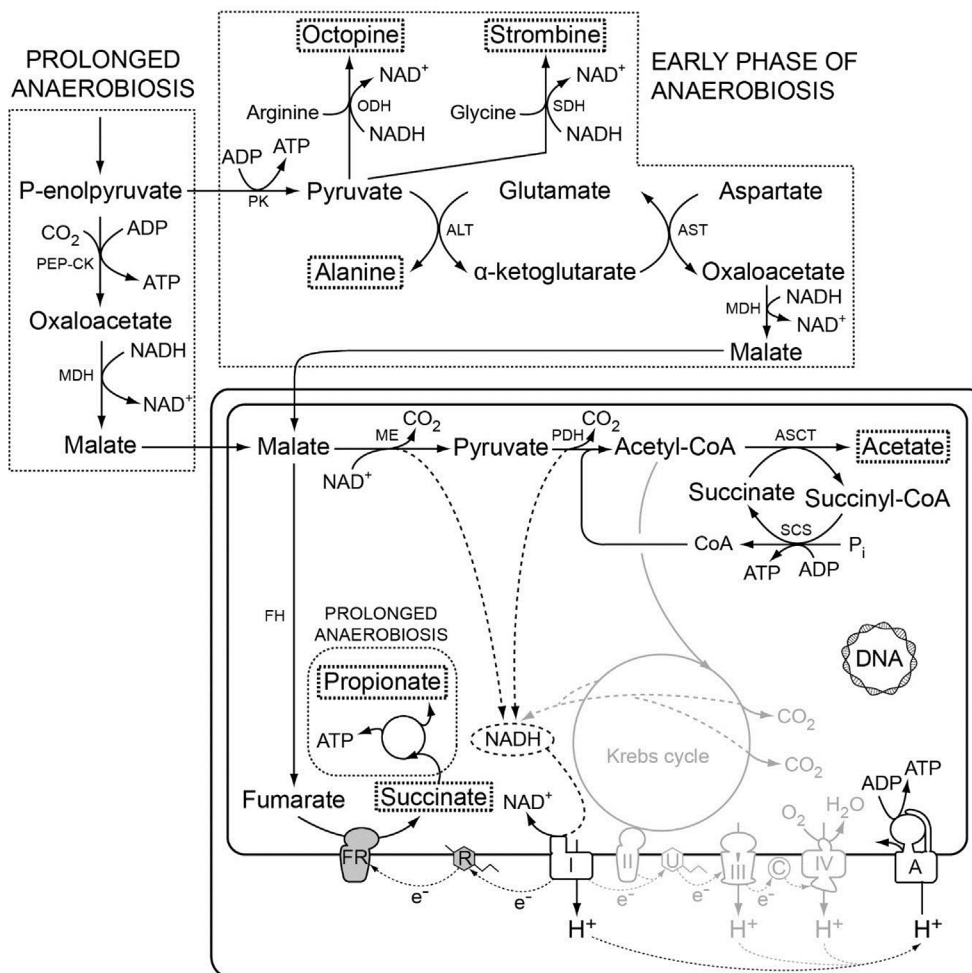 PROLONGED
ANAEROBIOSIS
EARLY PHASE OF
ANAEROBIOSIS
Octopine
Strombine
NAD+
NAD+
Arginine
ODH
Glycine
SDH
NADH
NADH
ADP
ATP
P-enolpyruvate
PK
Pyruvate
Glutamate
Aspartate
ALT
AST
CO2
ADP
PEP-CK
ATP
Alanine
α-ketoglutarate
Oxaloacetate
Oxaloacetate
MDH
NADH
NAD+
Malate
MDH
NADH
NAD+
Malate
Malate
ME
CO2
NAD+
Pyruvate
PDH
CO2
Acetyl-CoA
ASCT
Acetate
Succinate
Succinyl-CoA
SCS
CoA
Pi
ATP
ADP
FH
PROLONGED
ANAEROBIOSIS
Propionate
ATP
NADH
Krebs cycle
CO2
CO2
DNA
Fumarate
Succinate
NAD+
ADP
ATP
O2
H2O
FR
R
I
II
U
III
C
IV
A
e-
e-
e-
e-
e-
H+
H+
H+
H+